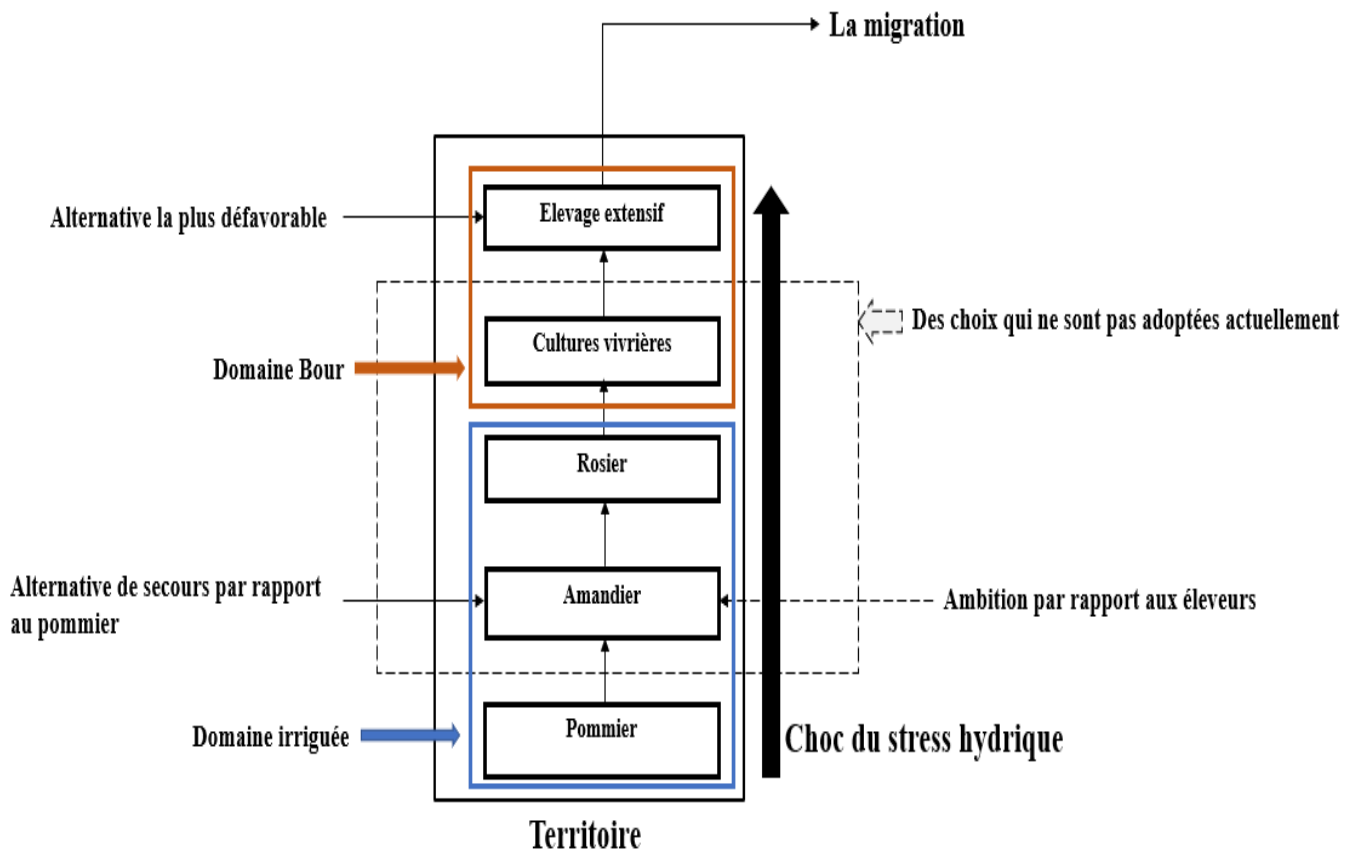 La migration
Alternative la plus défavorable
Elevage extensif
Des choix qui ne sont pas adoptées actuellement
Cultures vivrières
Domaine Bour
Rosier
Alternative de secours par rapport
au pommier
Amandier
Ambition par rapport aux éleveurs
Pommier
Domaine irriguée
Choc du stress hydrique
Territoire